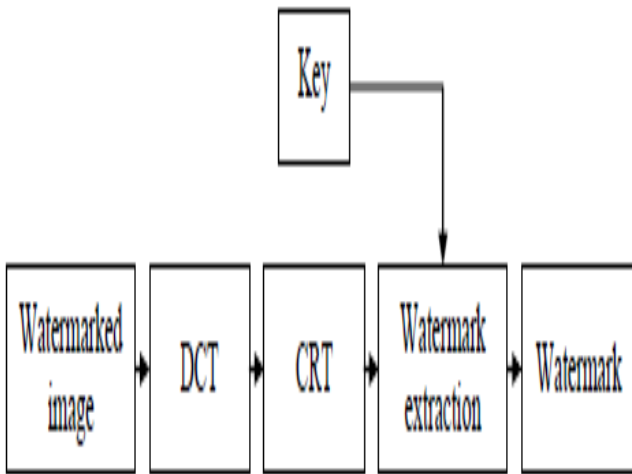 Key
Watermarked
image
DCT
CRT
Watermark
extraction
Watermark